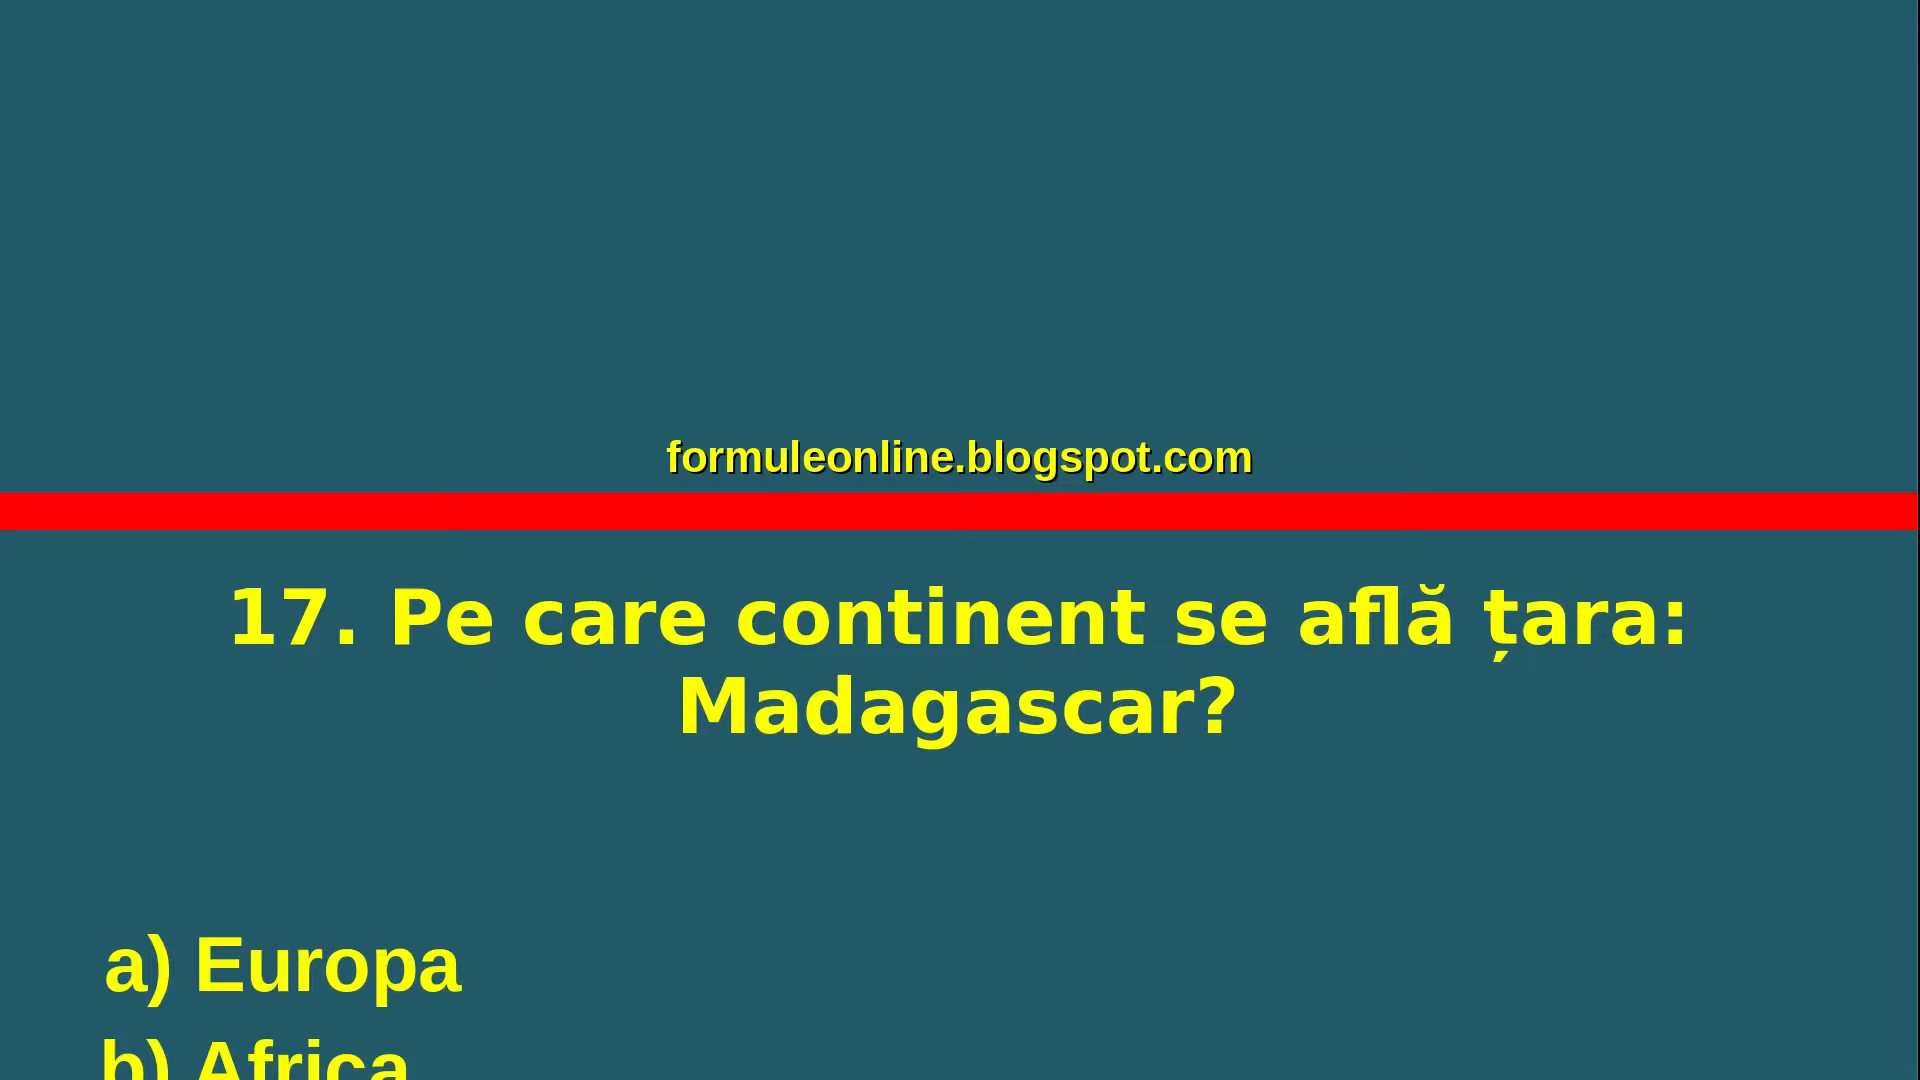 formuleonline.blogspot.com
17. Pe care continent se află țara:
Madagascar?
a) Europa
b) Africa